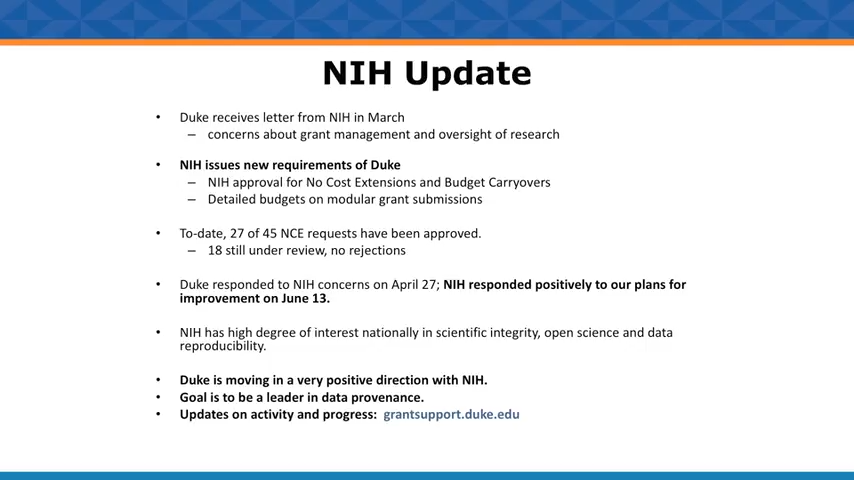 NIH Update
• Duke receives letter from NIH in March
– concerns about grant management and oversight of research
• NIH issues new requirements of Duke
– NIH approval for No Cost Extensions and Budget Carryovers
– Detailed budgets on modular grant submissions
• To-date, 27 of 45 NCE requests have been approved.
– 18 still under review, no rejections
• Duke responded to NIH concerns on April 27; NIH responded positively to our plans for
improvement on June 13.
• NIH has high degree of interest nationally in scientific integrity, open science and data
reproducibility.
• Duke is moving in a very positive direction with NIH.
• Goal is to be a leader in data provenance.
• Updates on activity and progress: grantsupport.duke.edu